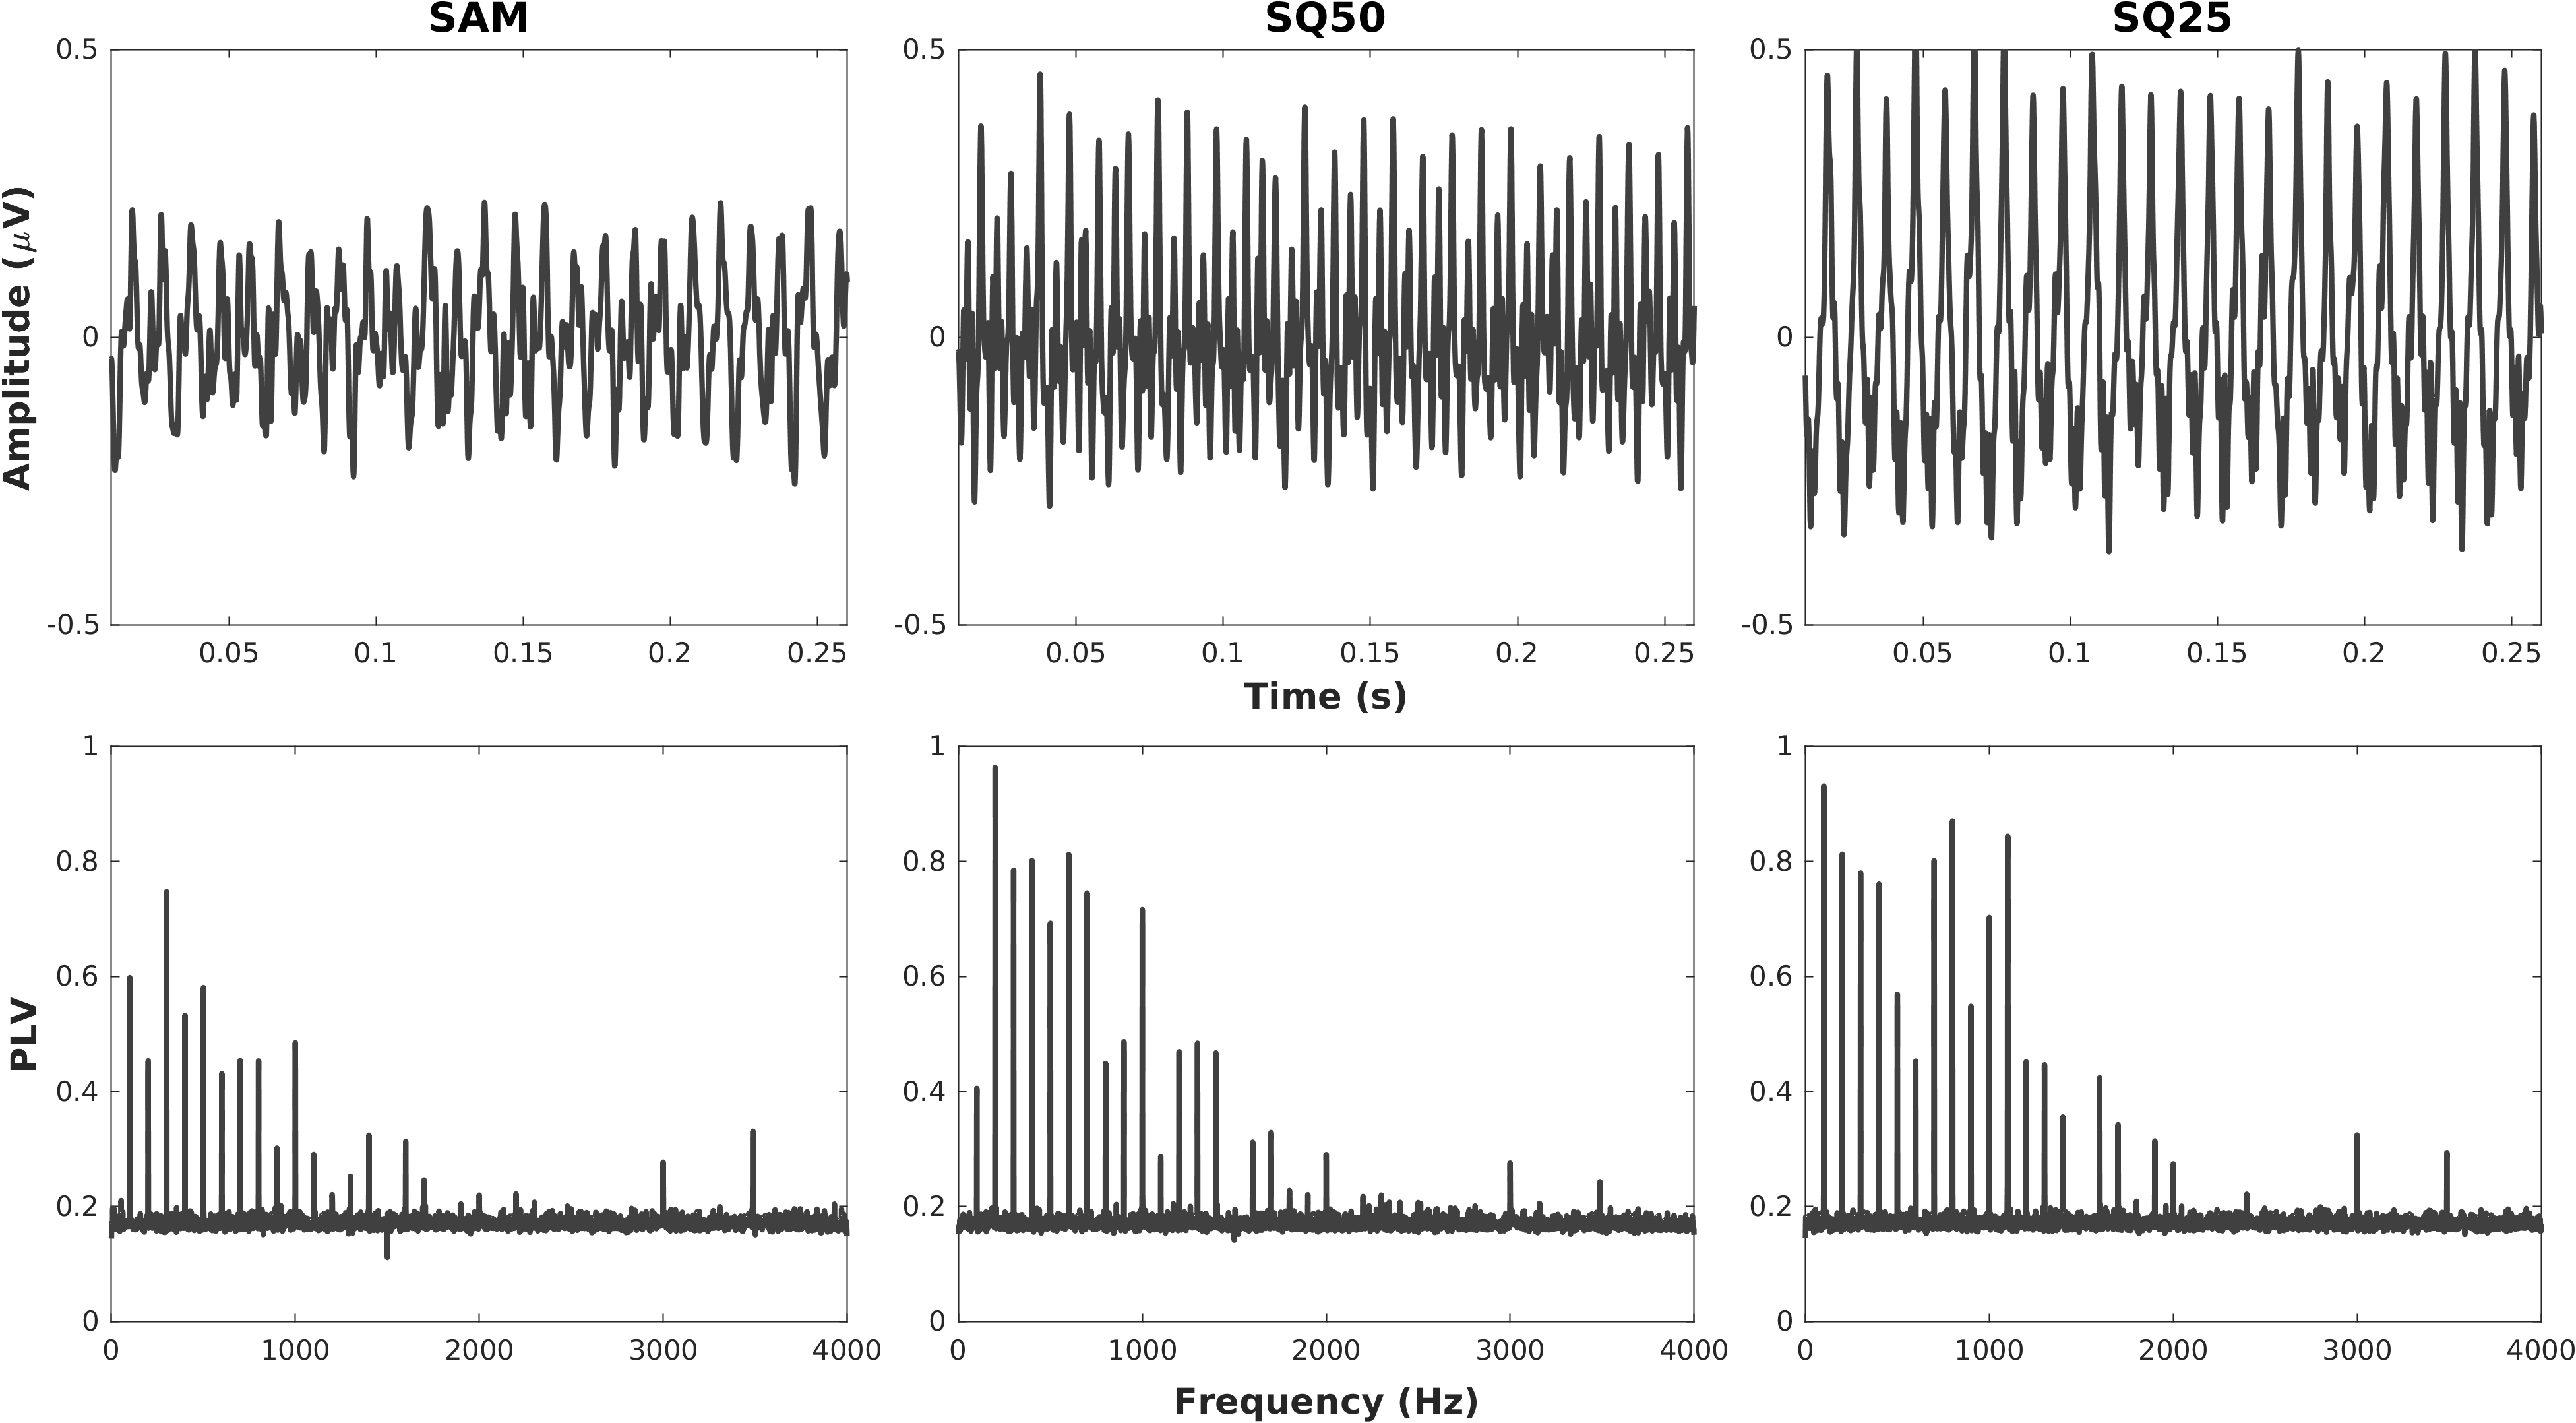 SAM SQ50 SQ25
0.5 0.5 0.5
Amplitude (μV)
0 0 0
-0.5 -0.5 -0.5
0.05 0.1 0.15 0.2 0.25 0.05 0.1 0.15 0.2 0.25 0.05 0.1 0.15 0.2 0.25
Time (s)
1 1 1
0.8 0.8 0.8
0.6 0.6 0.6
PLV
0.4 0.4 0.4
0.2 0.2 0.2
0 0 0
0 1000 2000 3000 4000 0 1000 2000 3000 4000 0 1000 2000 3000 4000
Frequency (Hz)